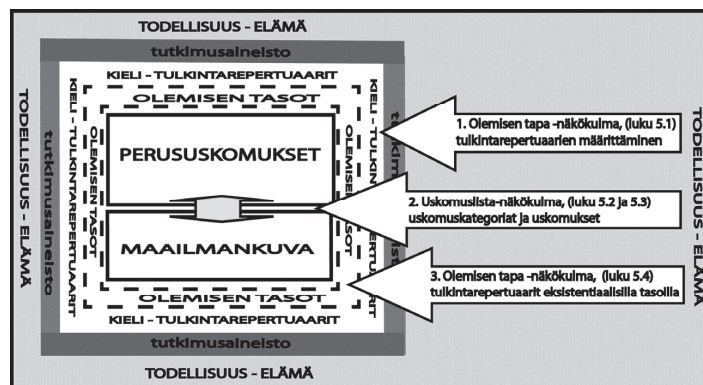 TODELLISUUS - ELÄMÄ
tutkimusaineisto
KIELI - TULKINTAREPERTUAARIT
OLEMISEN TASOT
PERUSUSKOMUKSET
MAAILMANKUVA
OLEMISEN TASOT
KIELI - TULKINTAREPERTUAARIT
tutkimusaineisto
TODELLISUUS - ELÄMÄ
TODELLISUUS - ELÄMÄ
tutkimusaineisto
KIELI - TULKINTAREPERTUAARIT
OLEMISEN TASOT
OLEMISEN TASOT
KIELI - TULKINTAREPERTUAARIT
tutkimusaineisto
TODELLISUUS - ELÄMÄ
1. Olemisen tapa -näkökulma, (luku 5.1)
tulkintarepertuaarien määrittäminen
2. Uskomuslista-näkökulma, (luku 5.2 ja 5.3)
uskomuskategoriat ja uskomukset
3. Olemisen tapa -näkökulma, (luku 5.4)
tulkintarepertuaarit eksistentiaalisilla tasoilla